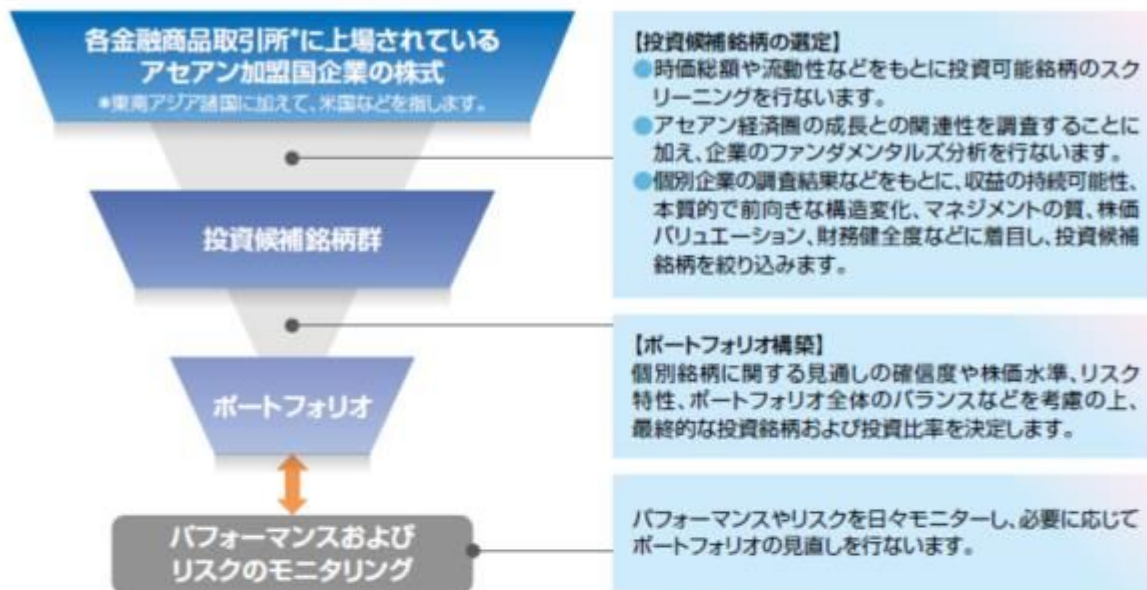 各金融商品取引所*に上場されている
アセアン加盟国企業の株式
*東南アジア諸国に加えて、米国などを指します。
【投資候補銘柄の選定】
●時価総額や流動性などをもとに投資可能銘柄のスク
リーニングを行ないます。
●アセアン経済圏の成長との関連性を調査することに
加え、企業のファンダメンタルズ分析を行ないます。
●個別企業の調査結果などをもとに、収益の持続可能性、
本質的で前向きな構造変化、マネジメントの質、株価
バリュエーション、財務健全度などに着目し、投資候補
銘柄を絞り込みます。
投資候補銘柄群
【ポートフォリオ構築】
個別銘柄に関する見通しの確信度や株価水準、リスク
特性、ポートフォリオ全体のバランスなどを考慮の上、
最終的な投資銘柄および投資比率を決定します。
ポートフォリオ
パフォーマンスおよび
リスクのモニタリング
パフォーマンスやリスクを日々モニターし、必要に応じて
ポートフォリオの見直しを行ないます。